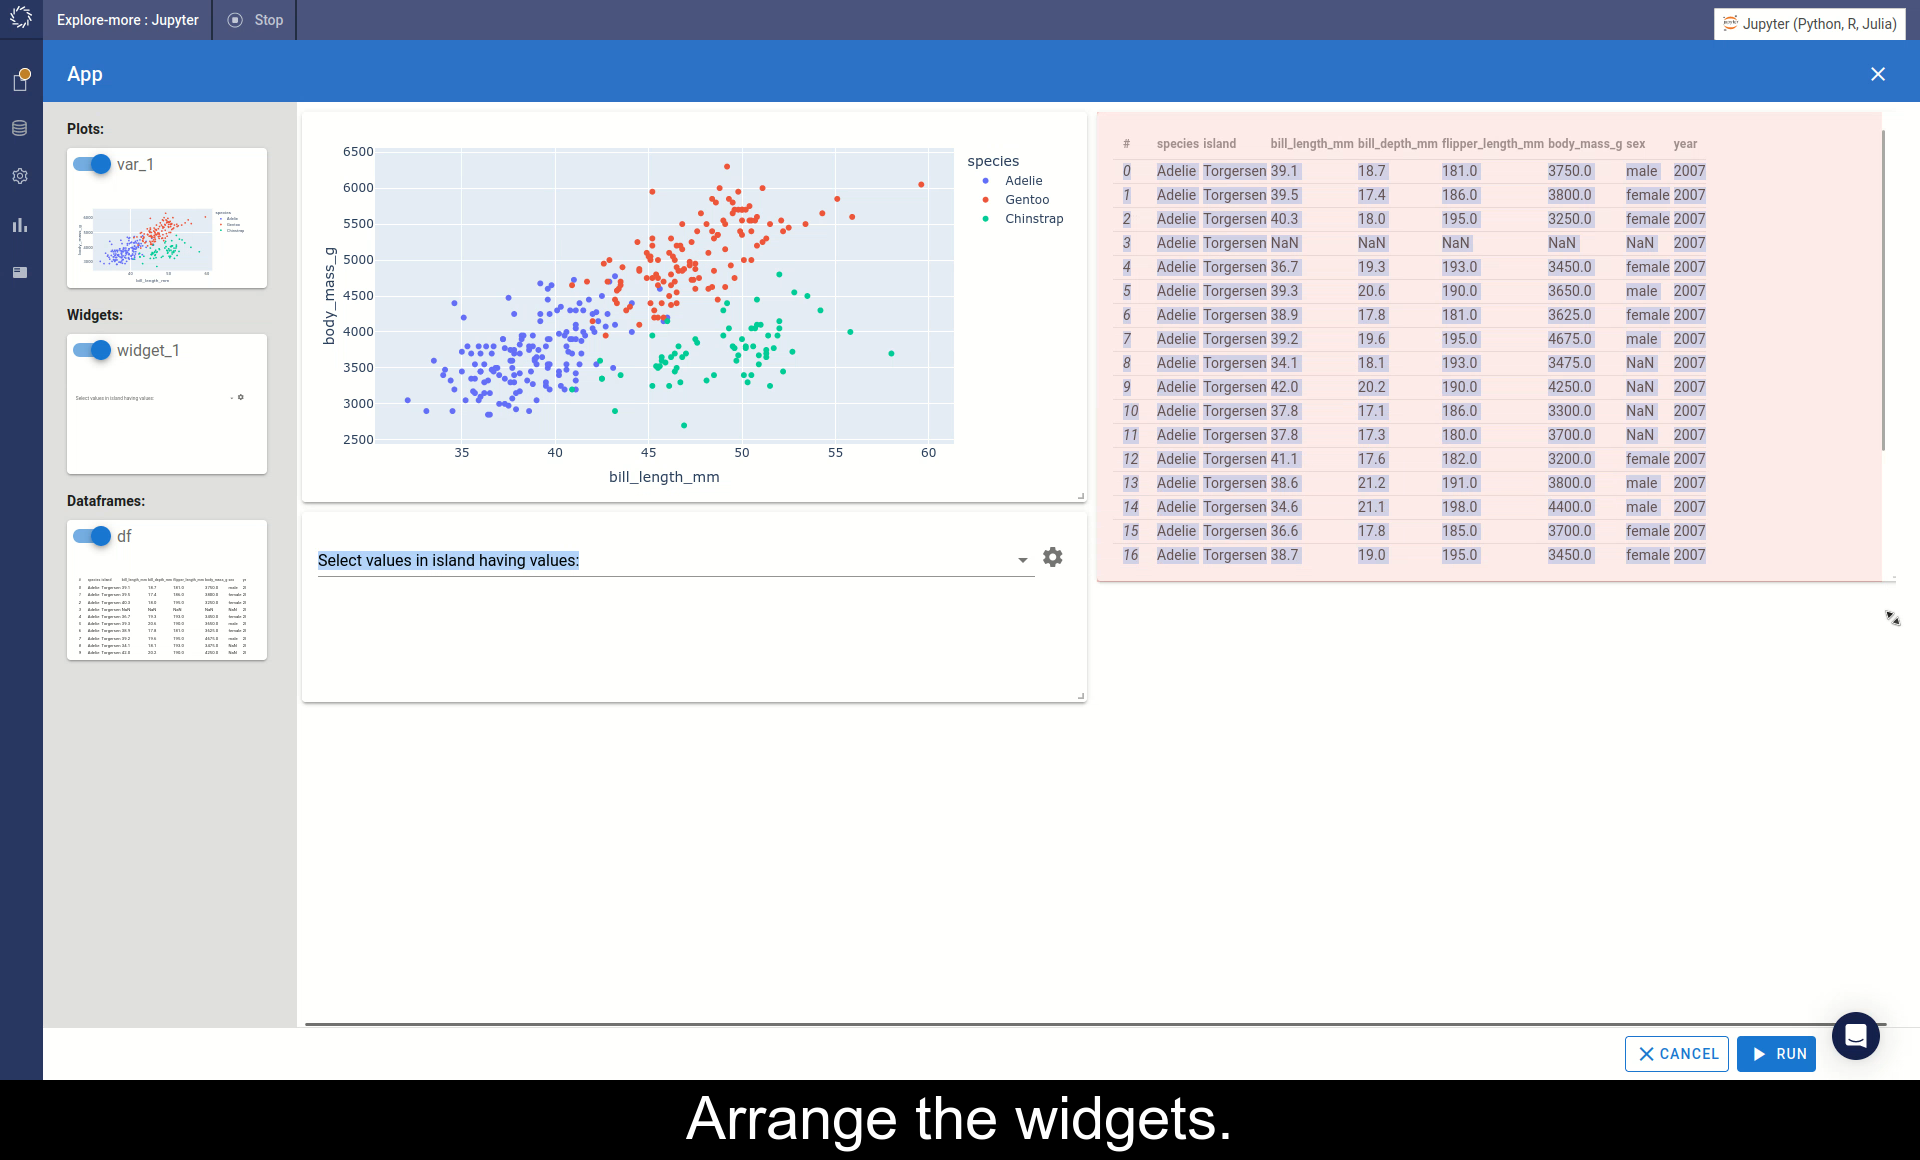 Explore-more : Jupyter
Stop
Jupyter (Python, R, Julia)
App
Plots:
var_1
Widgets:
widget_1
Select values in island having values:
Dataframes:
df
6500
6000
5500
5000
4500
4000
3500
3000
2500
body_mass_g
35 40 45 50 55 60
bill_length_mm
species
Adelie
Gentoo
Chinstrap
Select values in island having values:
# species island bill_length_mm bill_depth_mm flipper_length_mm body_mass_g sex year
0 Adelie Torgersen 39.1 18.7 181.0 3750.0 male 2007
1 Adelie Torgersen 39.5 17.4 186.0 3800.0 female 2007
2 Adelie Torgersen 40.3 18.0 195.0 3250.0 female 2007
3 Adelie Torgersen NaN NaN NaN NaN NaN 2007
4 Adelie Torgersen 36.7 19.3 193.0 3450.0 female 2007
5 Adelie Torgersen 39.3 20.6 190.0 3650.0 male 2007
6 Adelie Torgersen 38.9 17.8 181.0 3625.0 female 2007
7 Adelie Torgersen 39.2 19.6 195.0 4675.0 male 2007
8 Adelie Torgersen 34.1 18.1 193.0 3475.0 NaN 2007
9 Adelie Torgersen 42.0 20.2 190.0 4250.0 NaN 2007
10 Adelie Torgersen 37.8 17.1 186.0 3300.0 NaN 2007
11 Adelie Torgersen 37.8 17.3 180.0 3700.0 NaN 2007
12 Adelie Torgersen 41.1 17.6 182.0 3200.0 female 2007
13 Adelie Torgersen 38.6 21.2 191.0 3800.0 male 2007
14 Adelie Torgersen 34.6 21.1 198.0 4400.0 male 2007
15 Adelie Torgersen 36.6 17.8 185.0 3700.0 female 2007
16 Adelie Torgersen 38.7 19.0 195.0 3450.0 female 2007
CANCEL
RUN
Arrange the widgets.